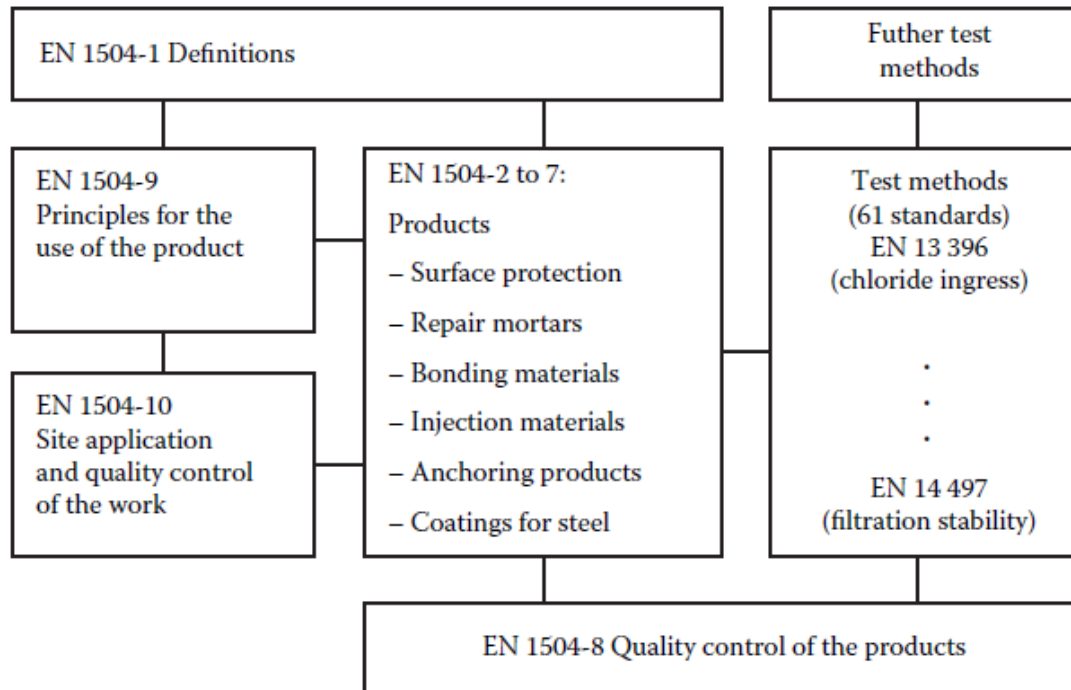 EN 1504-1 Definitions
Futher test
methods
EN 1504-9
Principles for the
use of the product
EN 1504-10
Site application
and quality control
of the work
EN 1504-2 to 7:
Products
– Surface protection
– Repair mortars
– Bonding materials
– Injection materials
– Anchoring products
– Coatings for steel
Test methods
(61 standards)
EN 13 396
(chloride ingress)
.
.
.
EN 14 497
(filtration stability)
EN 1504-8 Quality control of the products